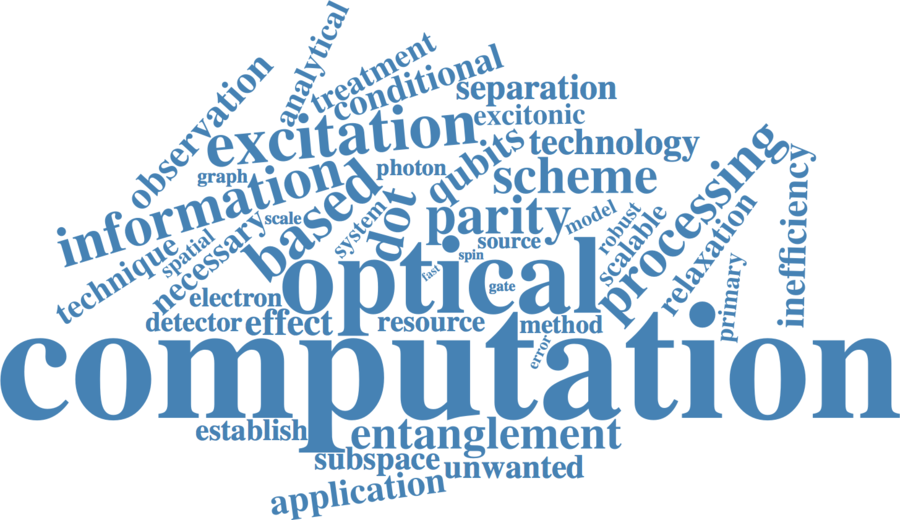 analytical
treatment
conditional
observation
separation
excitation
excitonic
technology
qubits
photon
graph
information
based
scheme
processing
inefficiency
dot
parity
model
robust
scale
system
necessary
spatial
technique
source
spin
scalable
relaxation
fast
gate
optical
primary
electron
detector
effect
resource
method
error
computation
establish
entanglement
subspace
unwanted
application